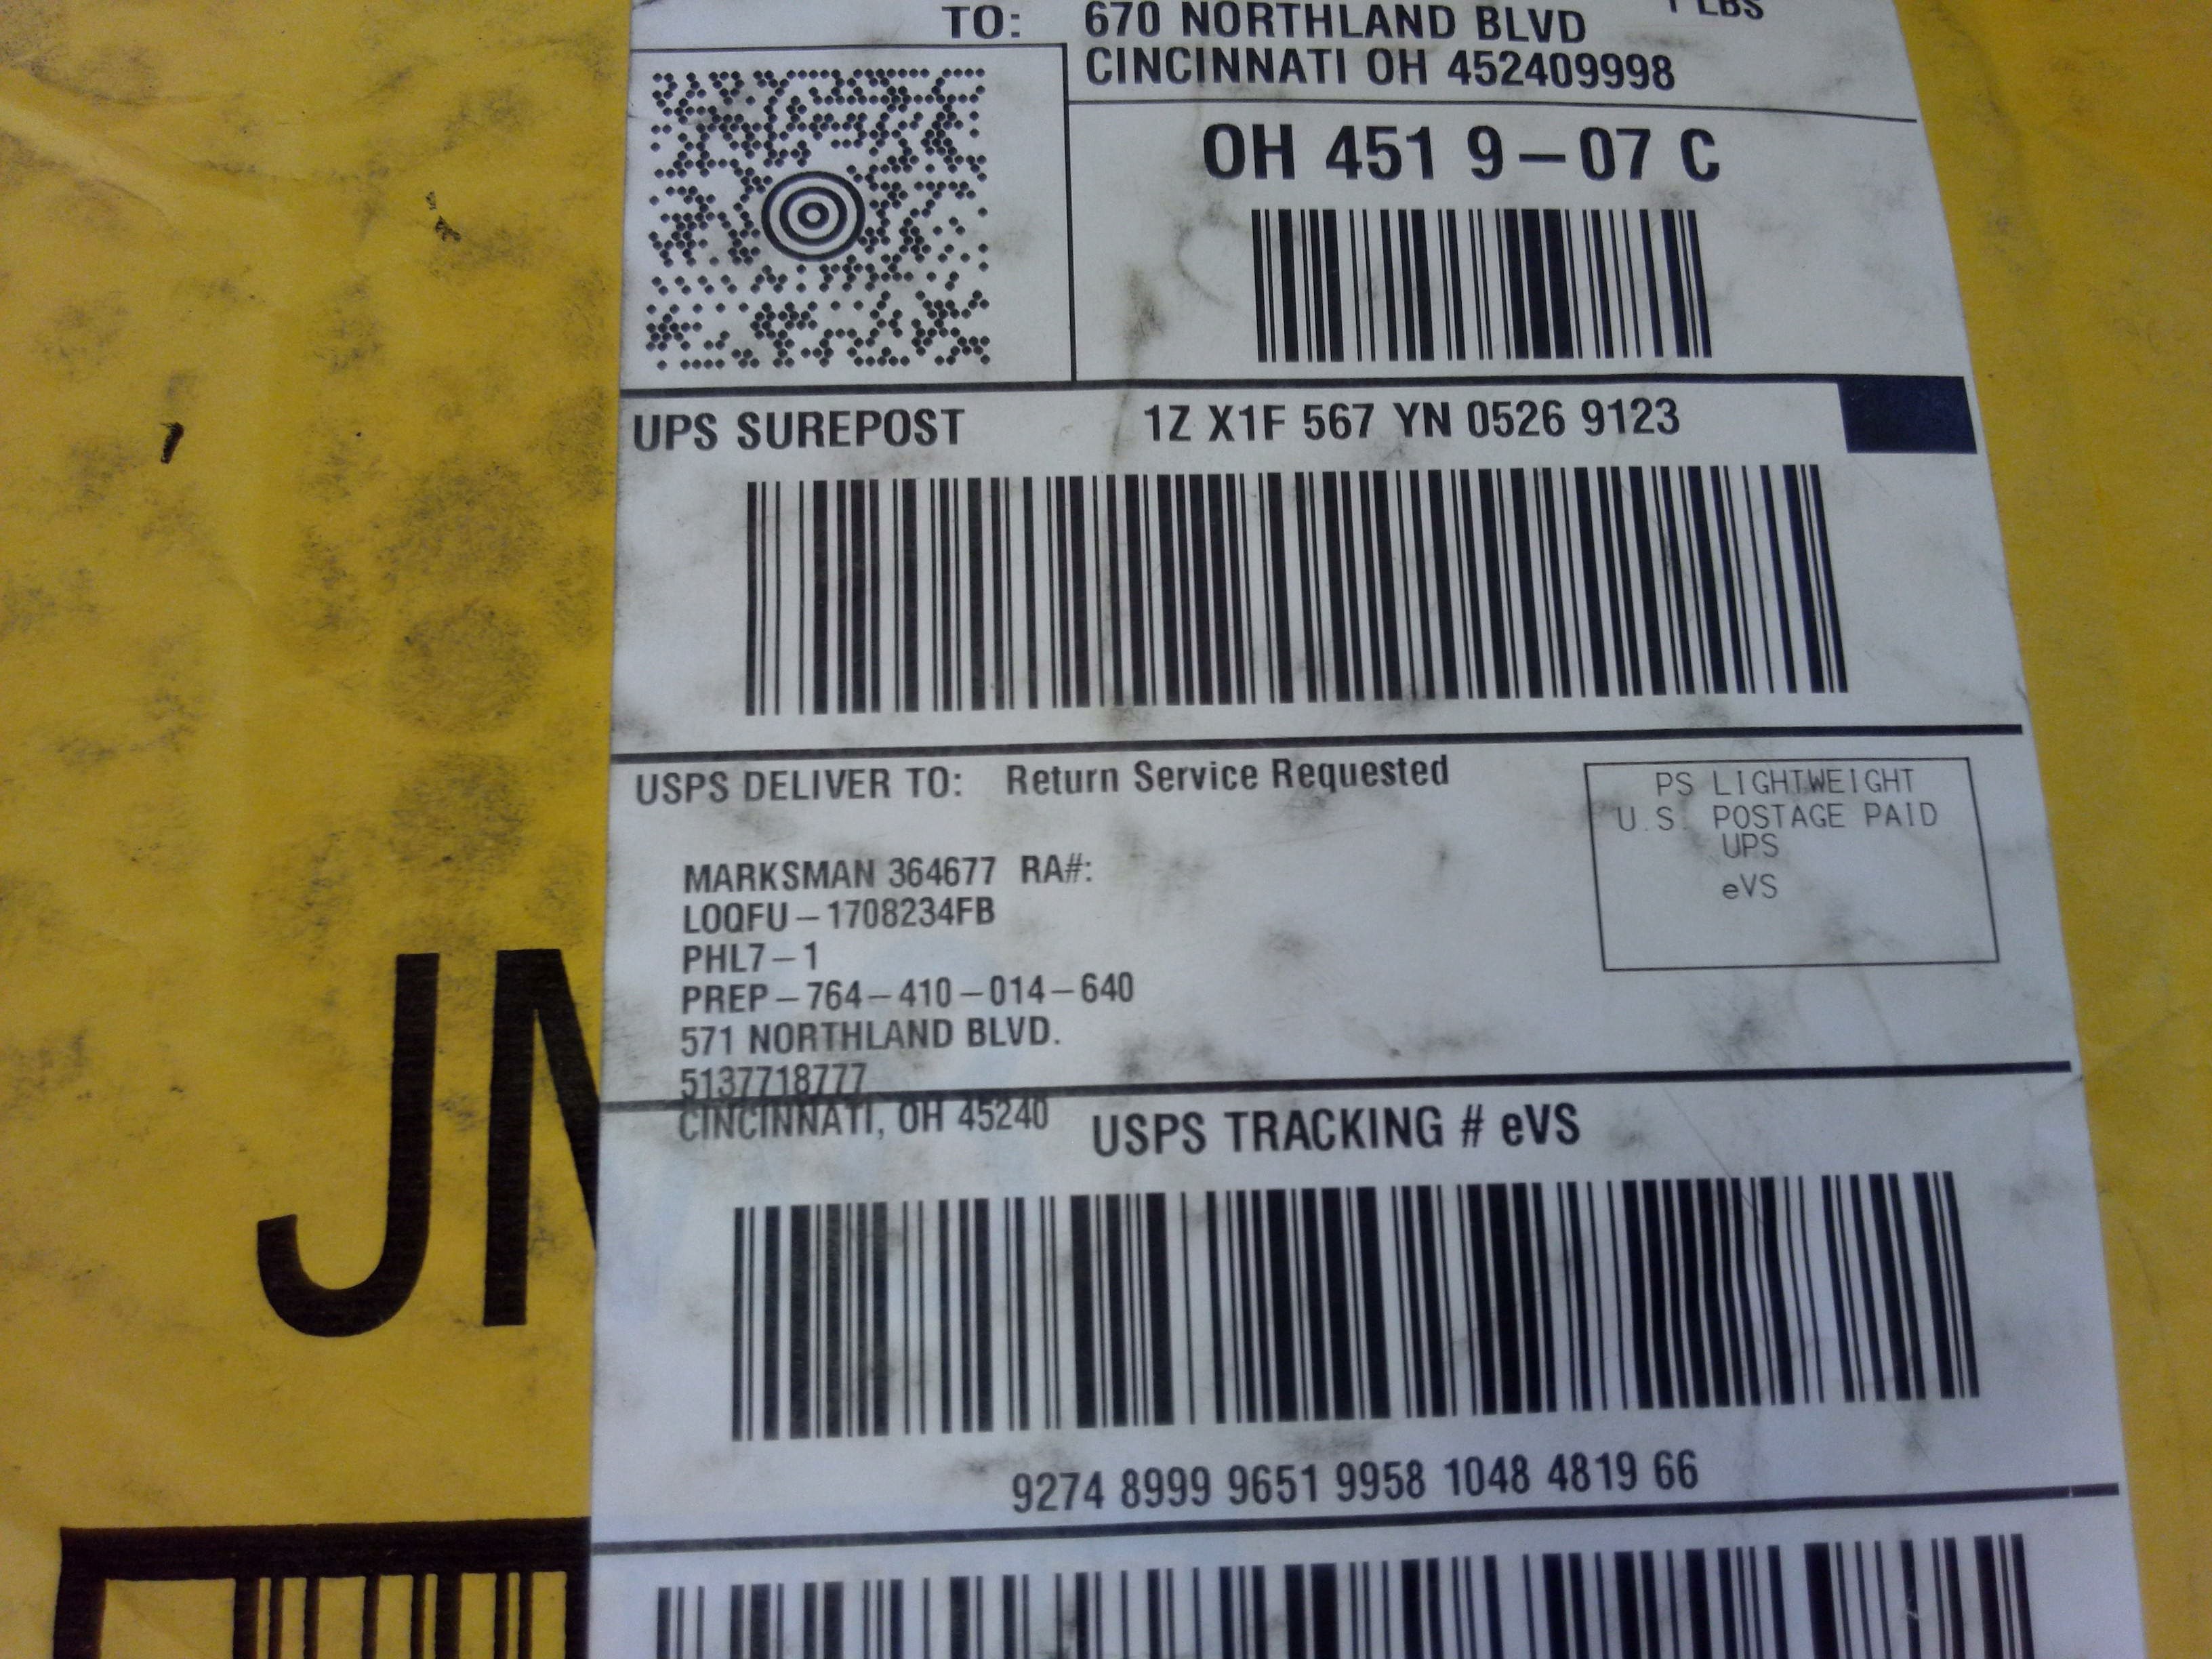 1 LBS
TO: 670 NORTHLAND BLVD
CINCINNATI OH 452409998
OH 451 9-07 C
UPS SUREPOST 1Z X1F 567 YN 0526 9123
USPS DELIVER TO: Return Service Requested
PS LIGHTWEIGHT
U.S. POSTAGE PAID
UPS
eVS
MARKSMAN 364677 RA#:
LOQFU-1708234FB
PHL7-1
PREP-764-410-014-640
571 NORTHLAND BLVD.
5137718777
CINCINNATI, OH 45240
USPS TRACKING # eVS
9274 8999 9651 9958 1048 4819 66